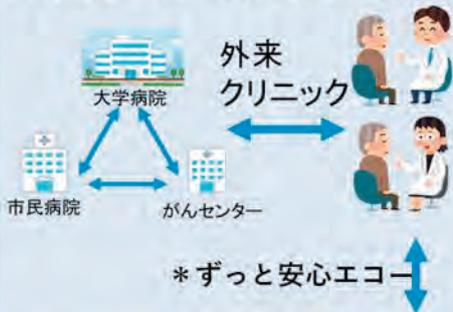 外来
クリニック
大学病院
市民病院
がんセンター
＊ずっと安心エコー